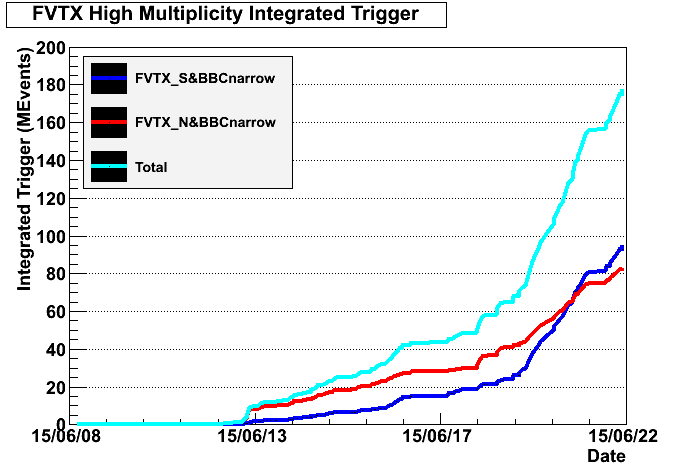 FVTX High Multiplicity Integrated Trigger
Integrated Trigger (MEvents)
200
180
160
140
120
100
80
60
40
20
0
FVTX_S&BBCnarrow
FVTX_N&BBCnarrow
Total
15/06/08
15/06/13
15/06/17
15/06/22
Date